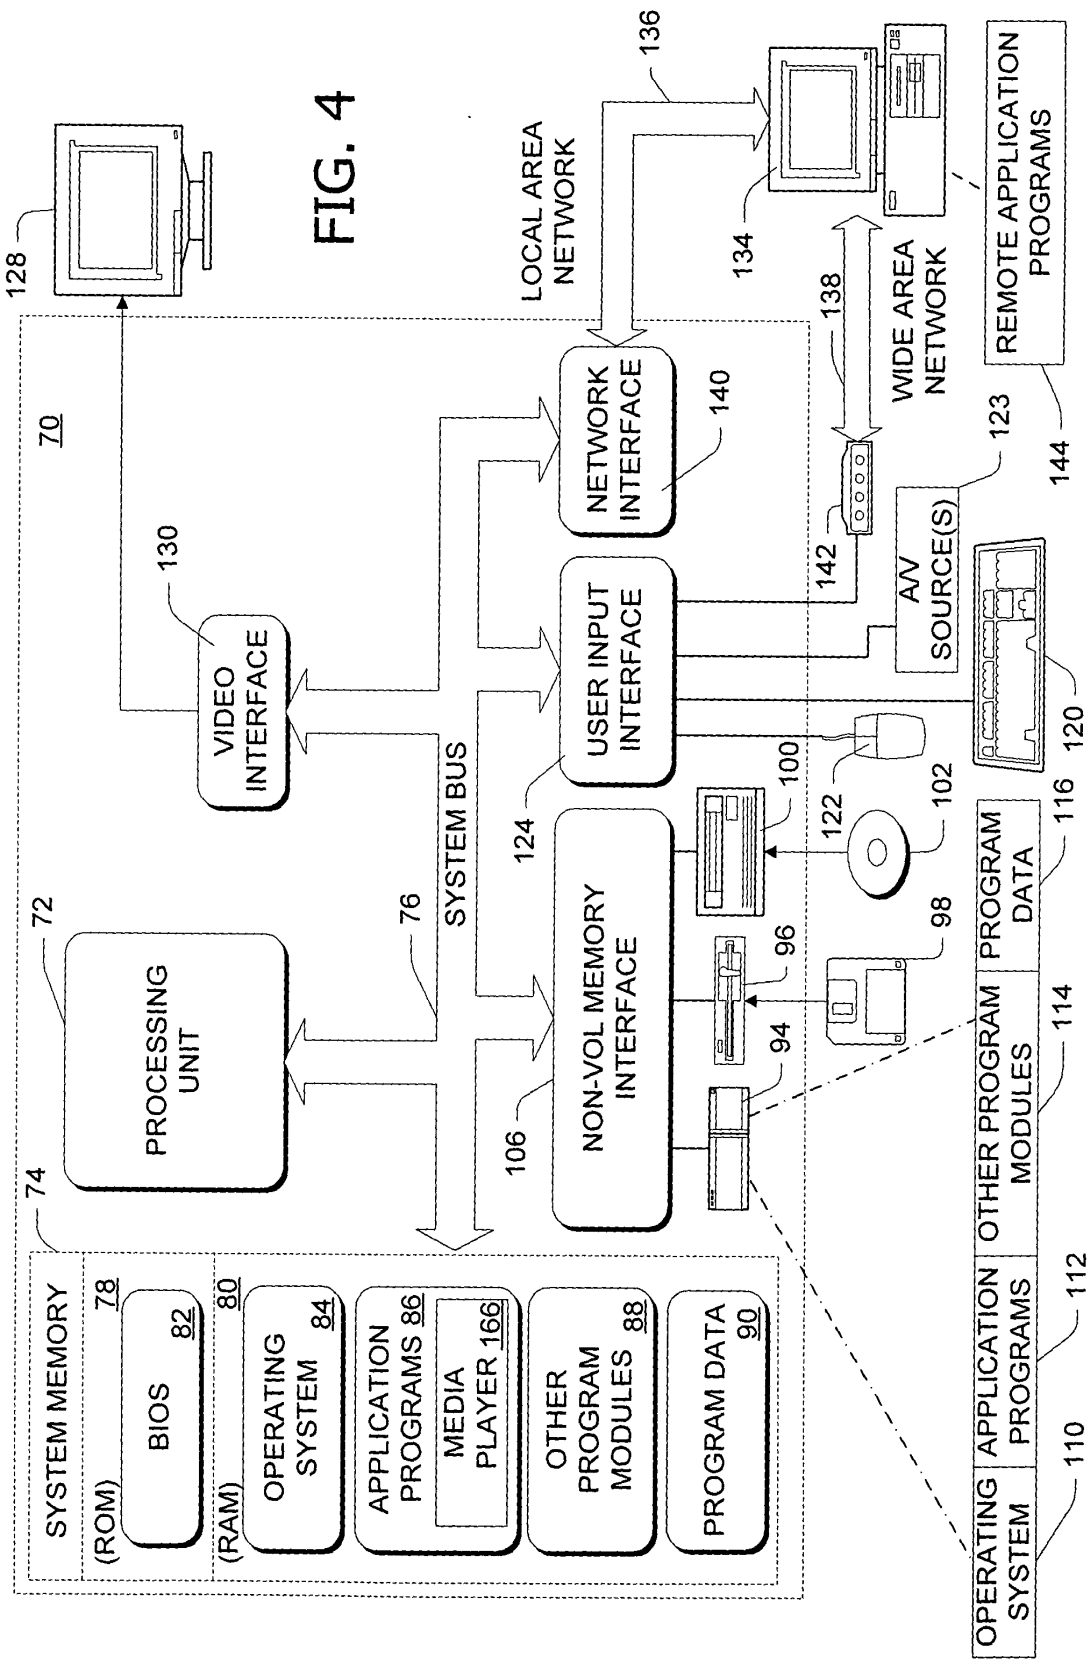 FIG. 4
70
128
72
PROCESSING
UNIT
130
VIDEO
INTERFACE
74
SYSTEM MEMORY
(ROM) 78
BIOS
82
(RAM) 80
OPERATING
SYSTEM 84
APPLICATION
PROGRAMS 86
MEDIA
PLAYER 166
OTHER
PROGRAM
MODULES 88
PROGRAM DATA
90
76
SYSTEM BUS
106
NON-VOL MEMORY
INTERFACE
124
USER INPUT
INTERFACE
NETWORK
INTERFACE
140
LOCAL AREA
NETWORK
136
134
138
WIDE AREA
NETWORK
142
94
96
98
100
102
122
120
A/V
SOURCE(S)
123
REMOTE APPLICATION
PROGRAMS
144
OPERATING
SYSTEM
110
APPLICATION
PROGRAMS
112
OTHER PROGRAM
MODULES
114
PROGRAM
DATA
116